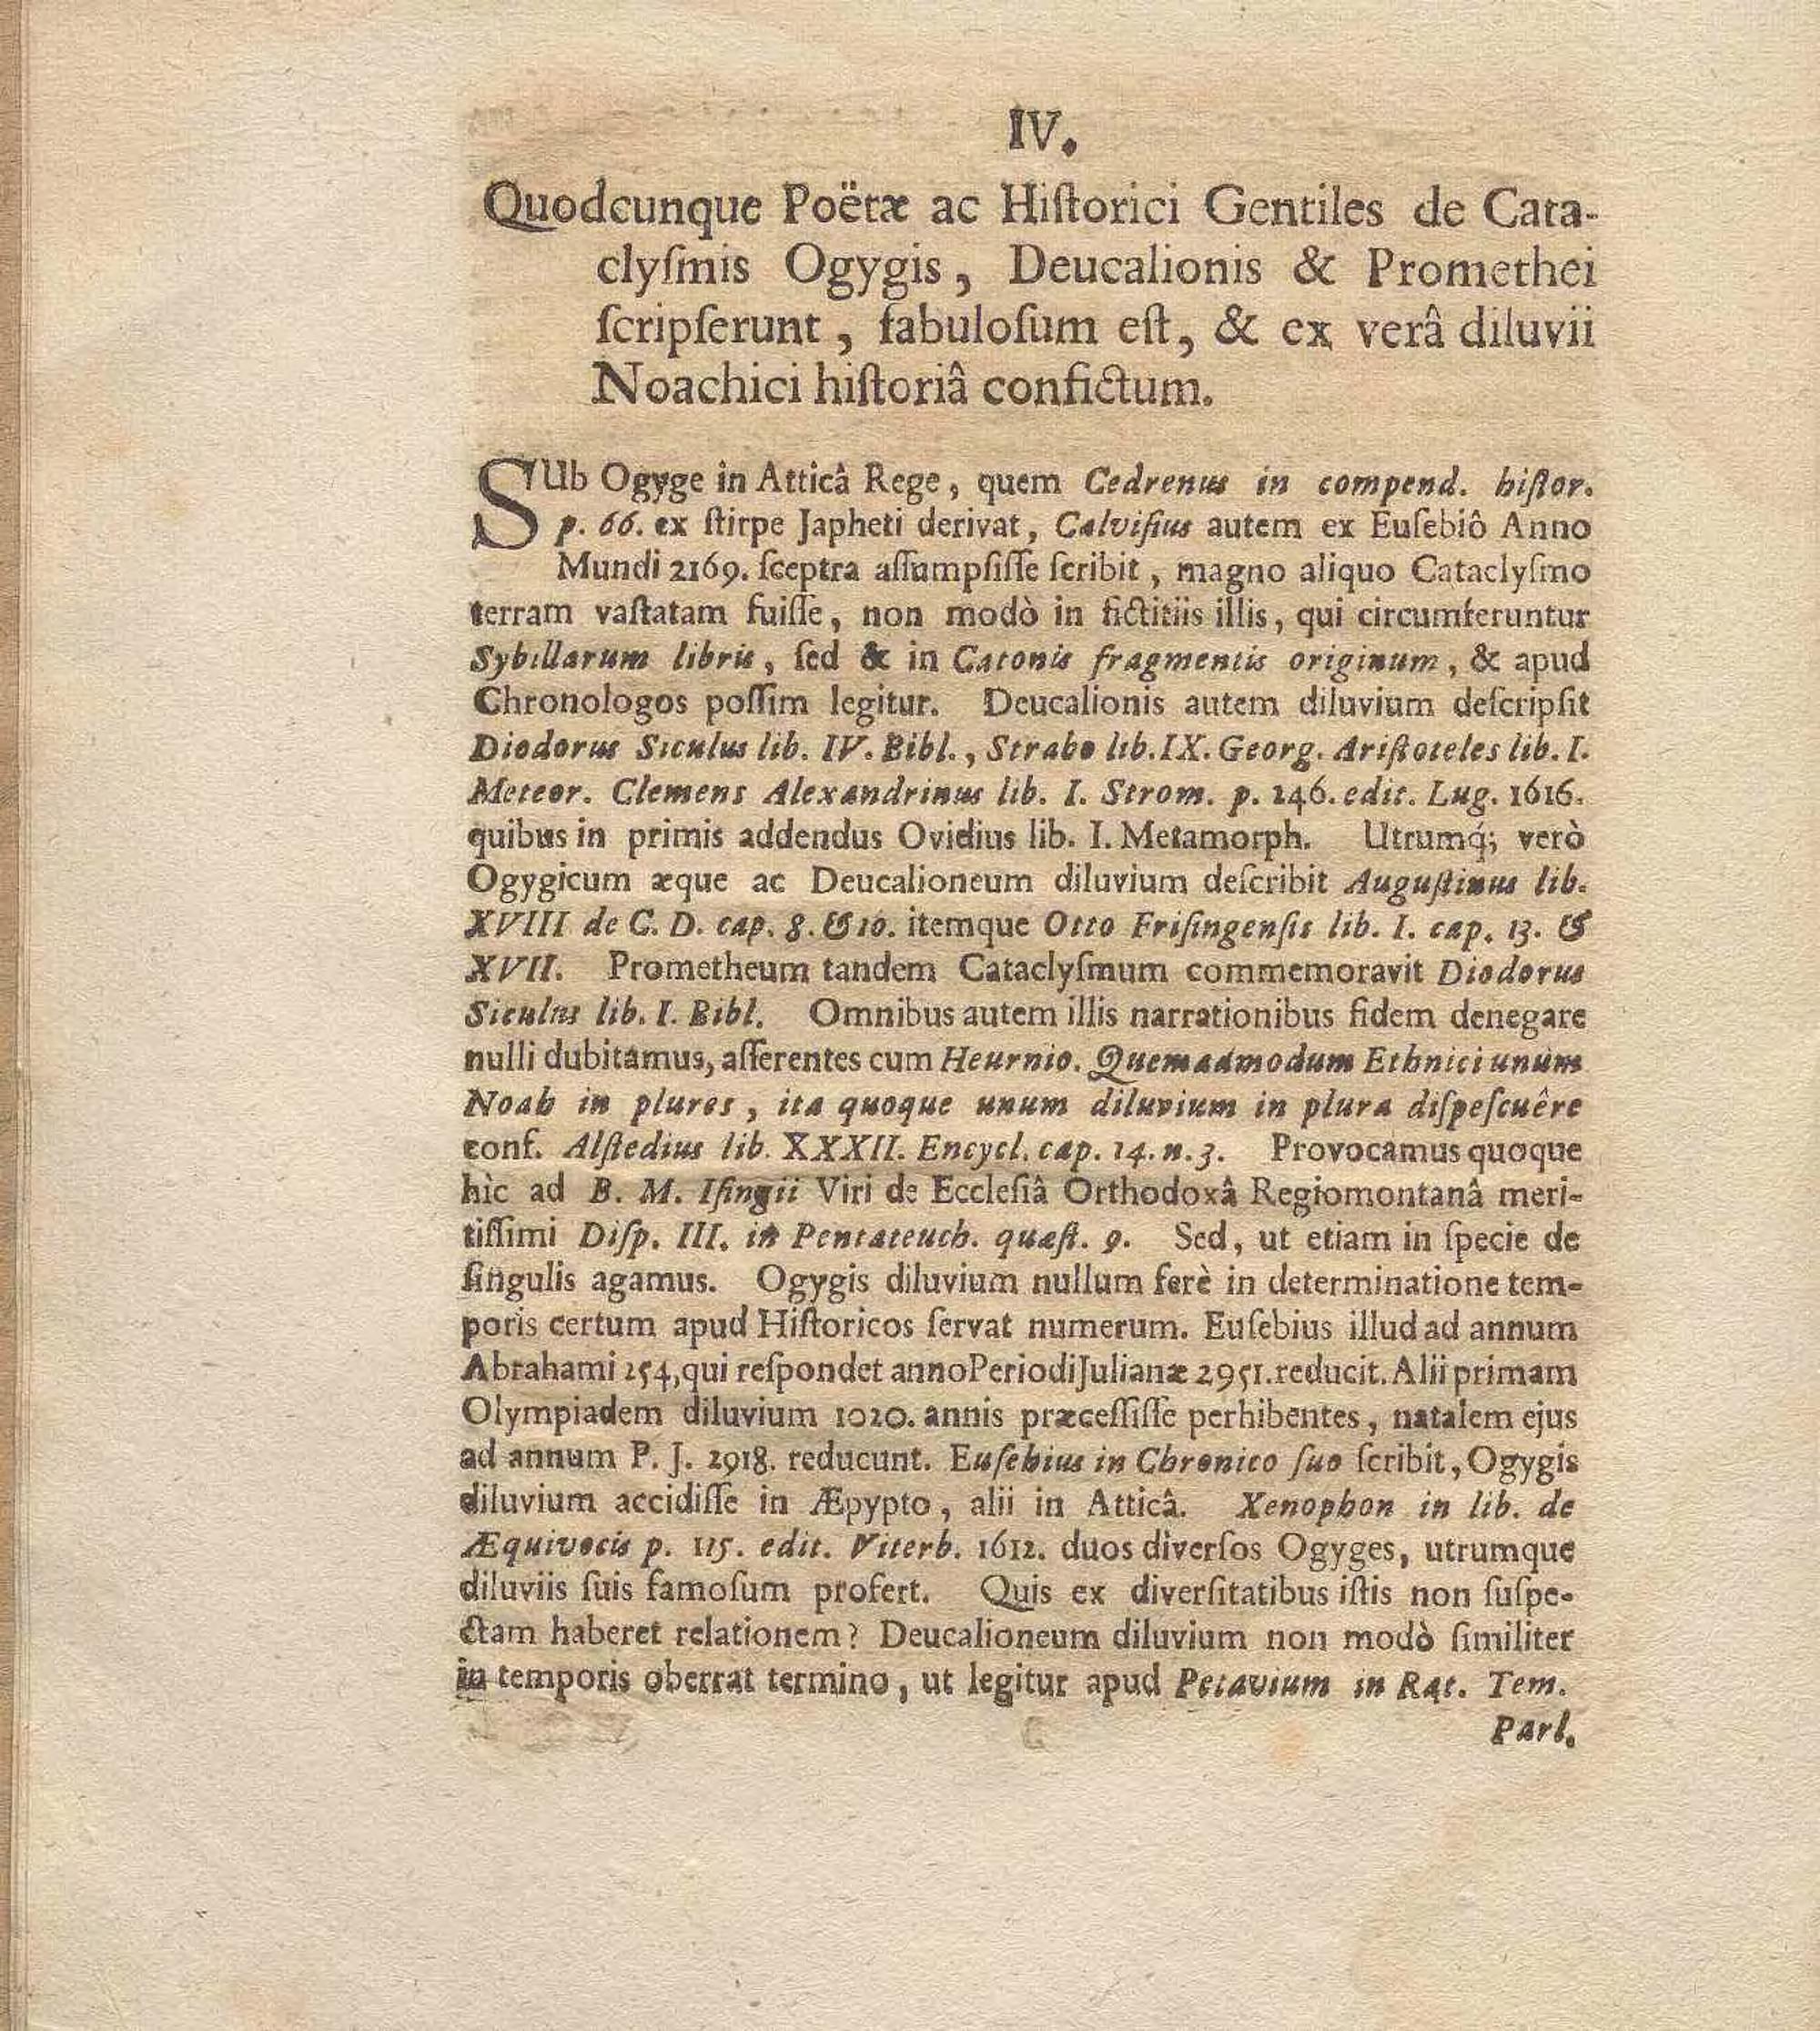 IV.
Quodcunque Poëtæ ac Hiſtorici Gentiles de Cata-
clyſmis Ogygis, Deucalionis & Promethei
ſcripſerunt, fabuloſum eſt, & ex verâ diluvii
Noachici hiſtoriâ confictum.
SUb Ogyge in Atticâ Rege, quem Cedrenus in compend. hiſtor.
p. 66. ex ſtirpe Japheti derivat, Calviſius autem ex Euſebiô Anno
Mundi 2169. ſceptra aſſumpſiſſe ſcribit, magno aliquo Cataclyſmo
terram vaſtatam fuiſſe, non modò in fictitiis illis, qui circumferuntur
Sybillarum libris, ſed & in Catonis fragmentis originum, & apud
Chronologos poſſim legitur. Deucalionis autem diluvium deſcripſit
Diodorus Siculus lib. IV. Bibl., Strabo lib. IX. Georg. Ariſtoteles lib. I.
Meteor. Clemens Alexandrinus lib. I. Strom. p. 246. edit. Lug. 1616.
quibus in primis addendus Ovidius lib. I. Metamorph. Utrumq́; verò
Ogygicum æque ac Deucalioneum diluvium deſcribit Auguſtinus lib.
XVIII de C. D. cap. 8. & 10. itemque Otto Friſingenſis lib. I. cap. 13. &
XVII. Prometheum tandem Cataclyſmum commemoravit Diodorus
Siculus lib. I. Bibl. Omnibus autem illis narrationibus fidem denegare
nulli dubitamus, aſſerentes cum Heurnio. Quemadmodum Ethnici unum
Noah in plures, ita quoque unum diluvium in plura diſpeſcuêre
conf. Alſtedius lib. XXXII. Encycl. cap. 14. n. 3. Provocamus quoque
hìc ad B. M. Iſingii Viri de Eccleſiâ Orthodoxâ Regiomontanâ meri-
tiſſimi Diſp. III. in Pentateuch. quæſt. 9. Sed, ut etiam in ſpecie de
ſingulis agamus. Ogygis diluvium nullum ferè in determinatione tem-
poris certum apud Hiſtoricos ſervat numerum. Euſebius illud ad annum
Abrahami 254, qui reſpondet anno Periodi Julianæ 2951. reducit. Alii primam
Olympiadem diluvium 1020. annis præceſſiſſe perhibentes, natalem ejus
ad annum P. J. 2918. reducunt. Euſebius in Chronico ſuo ſcribit, Ogygis
diluvium accidiſſe in Æpypto, alii in Atticâ. Xenophon in lib. de
Æquivocis p. 115. edit. Viterb. 1612. duos diverſos Ogyges, utrumque
diluviis ſuis famoſum profert. Quis ex diverſitatibus iſtis non ſuſpe-
ctam haberet relationem? Deucalioneum diluvium non modò ſimiliter
in temporis oberrat termino, ut legitur apud Petavium in Rat. Tem.
Parl.